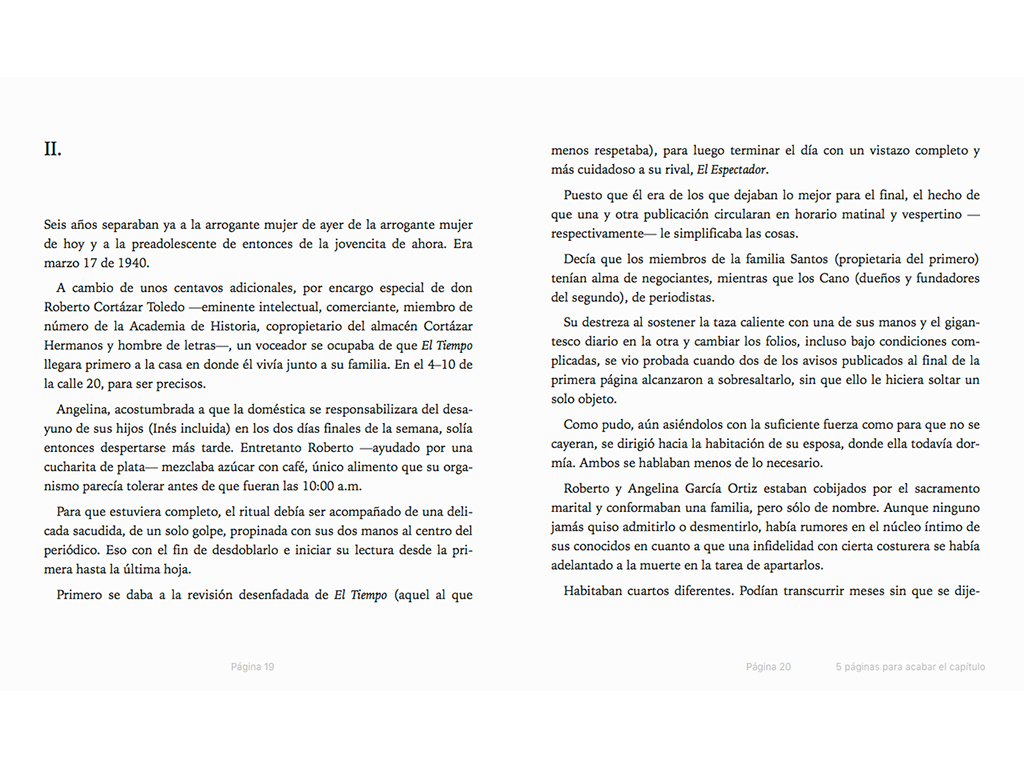 II.
Seis años separaban ya a la arrogante mujer de ayer de la arrogante mujer
de hoy y a la preadolescente de entonces de la jovencita de ahora. Era
marzo 17 de 1940.
A cambio de unos centavos adicionales, por encargo especial de don
Roberto Cortázar Toledo —eminente intelectual, comerciante, miembro de
número de la Academia de Historia, copropietario del almacén Cortázar
Hermanos y hombre de letras—, un voceador se ocupaba de que El Tiempo
llegara primero a la casa en donde él vivía junto a su familia. En el 4–10 de
la calle 20, para ser precisos.
Angelina, acostumbrada a que la doméstica se responsabilizara del desa-
yuno de sus hijos (Inés incluida) en los dos días finales de la semana, solía
entonces despertarse más tarde. Entretanto Roberto —ayudado por una
cucharita de plata— mezclaba azúcar con café, único alimento que su orga-
nismo parecía tolerar antes de que fueran las 10:00 a.m.
Para que estuviera completo, el ritual debía ser acompañado de una deli-
cada sacudida, de un solo golpe, propinada con sus dos manos al centro del
periódico. Eso con el fin de desdoblarlo e iniciar su lectura desde la pri-
mera hasta la última hoja.
Primero se daba a la revisión desenfadada de El Tiempo (aquel al que
Página 19
menos respetaba), para luego terminar el día con un vistazo completo y
más cuidadoso a su rival, El Espectador.
Puesto que él era de los que dejaban lo mejor para el final, el hecho de
que una y otra publicación circularan en horario matinal y vespertino —
respectivamente— le simplificaba las cosas.
Decía que los miembros de la familia Santos (propietaria del primero)
tenían alma de negociantes, mientras que los Cano (dueños y fundadores
del segundo), de periodistas.
Su destreza al sostener la taza caliente con una de sus manos y el gigan-
tesco diario en la otra y cambiar los folios, incluso bajo condiciones com-
plicadas, se vio probada cuando dos de los avisos publicados al final de la
primera página alcanzaron a sobresaltarlo, sin que ello le hiciera soltar un
solo objeto.
Como pudo, aún asiéndolos con la suficiente fuerza como para que no se
cayeran, se dirigió hacia la habitación de su esposa, donde ella todavía dor-
mía. Ambos se hablaban menos de lo necesario.
Roberto y Angelina García Ortiz estaban cobijados por el sacramento
marital y conformaban una familia, pero sólo de nombre. Aunque ninguno
jamás quiso admitirlo o desmentirlo, había rumores en el núcleo íntimo de
sus conocidos en cuanto a que una infidelidad con cierta costurera se había
adelantado a la muerte en la tarea de apartarlos.
Habitaban cuartos diferentes. Podían transcurrir meses sin que se dije-
Página 20
5 páginas para acabar el capítulo